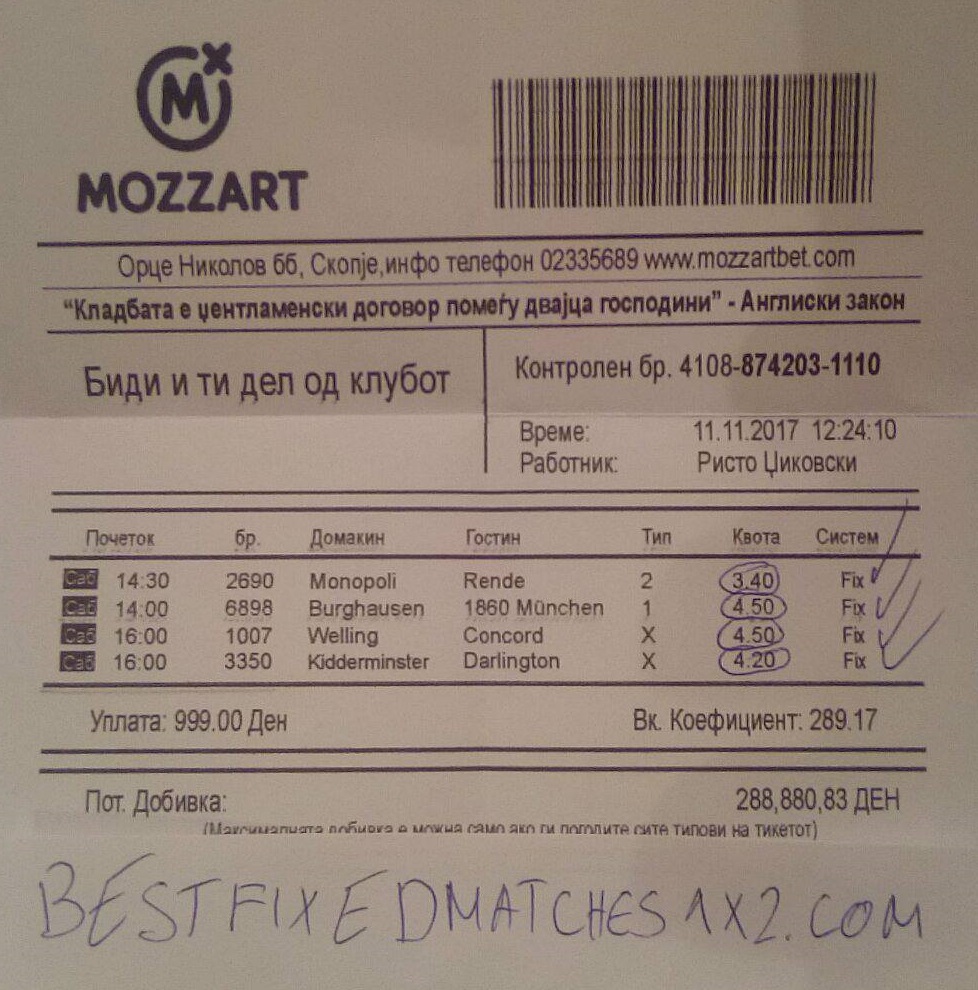 M x
MOZZART
Орце Николов бб, Скопје,инфо телефон 02335689 www.mozzartbet.com
“Кладбата е џентламенски договор помеѓу двајца господини” - Англиски закон
Биди и ти дел од клубот
Контролен бр. 4108-874203-1110
Време: 11.11.2017 12:24:10
Работник: Ристо Џиковски
Почеток бр. Домакин Гостин Тип Квота Систем
Саб 14:30 2690 Monopoli Rende 2 3.40 Fix
Саб 14:00 6898 Burghausen 1860 München 1 4.50 Fix
Саб 16:00 1007 Welling Concord X 4.50 Fix
Саб 16:00 3350 Kidderminster Darlington X 4.20 Fix
Уплата: 999.00 Ден Вк. Коефициент: 289.17
Пот. Добивка: 288,880,83 ДЕН
(Максималната добивка е можна само ако ги погодите сите типови на тикетот)
BESTFIXEDMATCHES1X2.COM